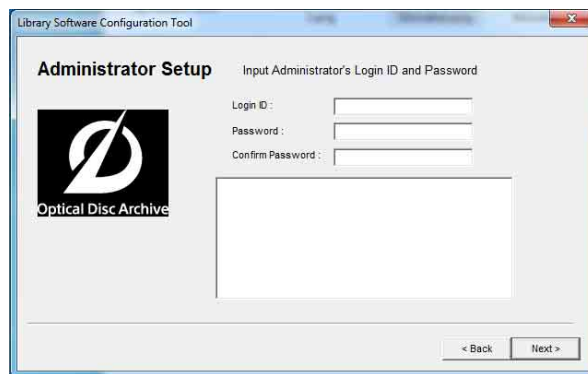 Library Software Configuration Tool
Administrator Setup
Input Administrator's Login ID and Password
Login ID :
Password :
Confirm Password :
Optical Disc Archive
< Back
Next >